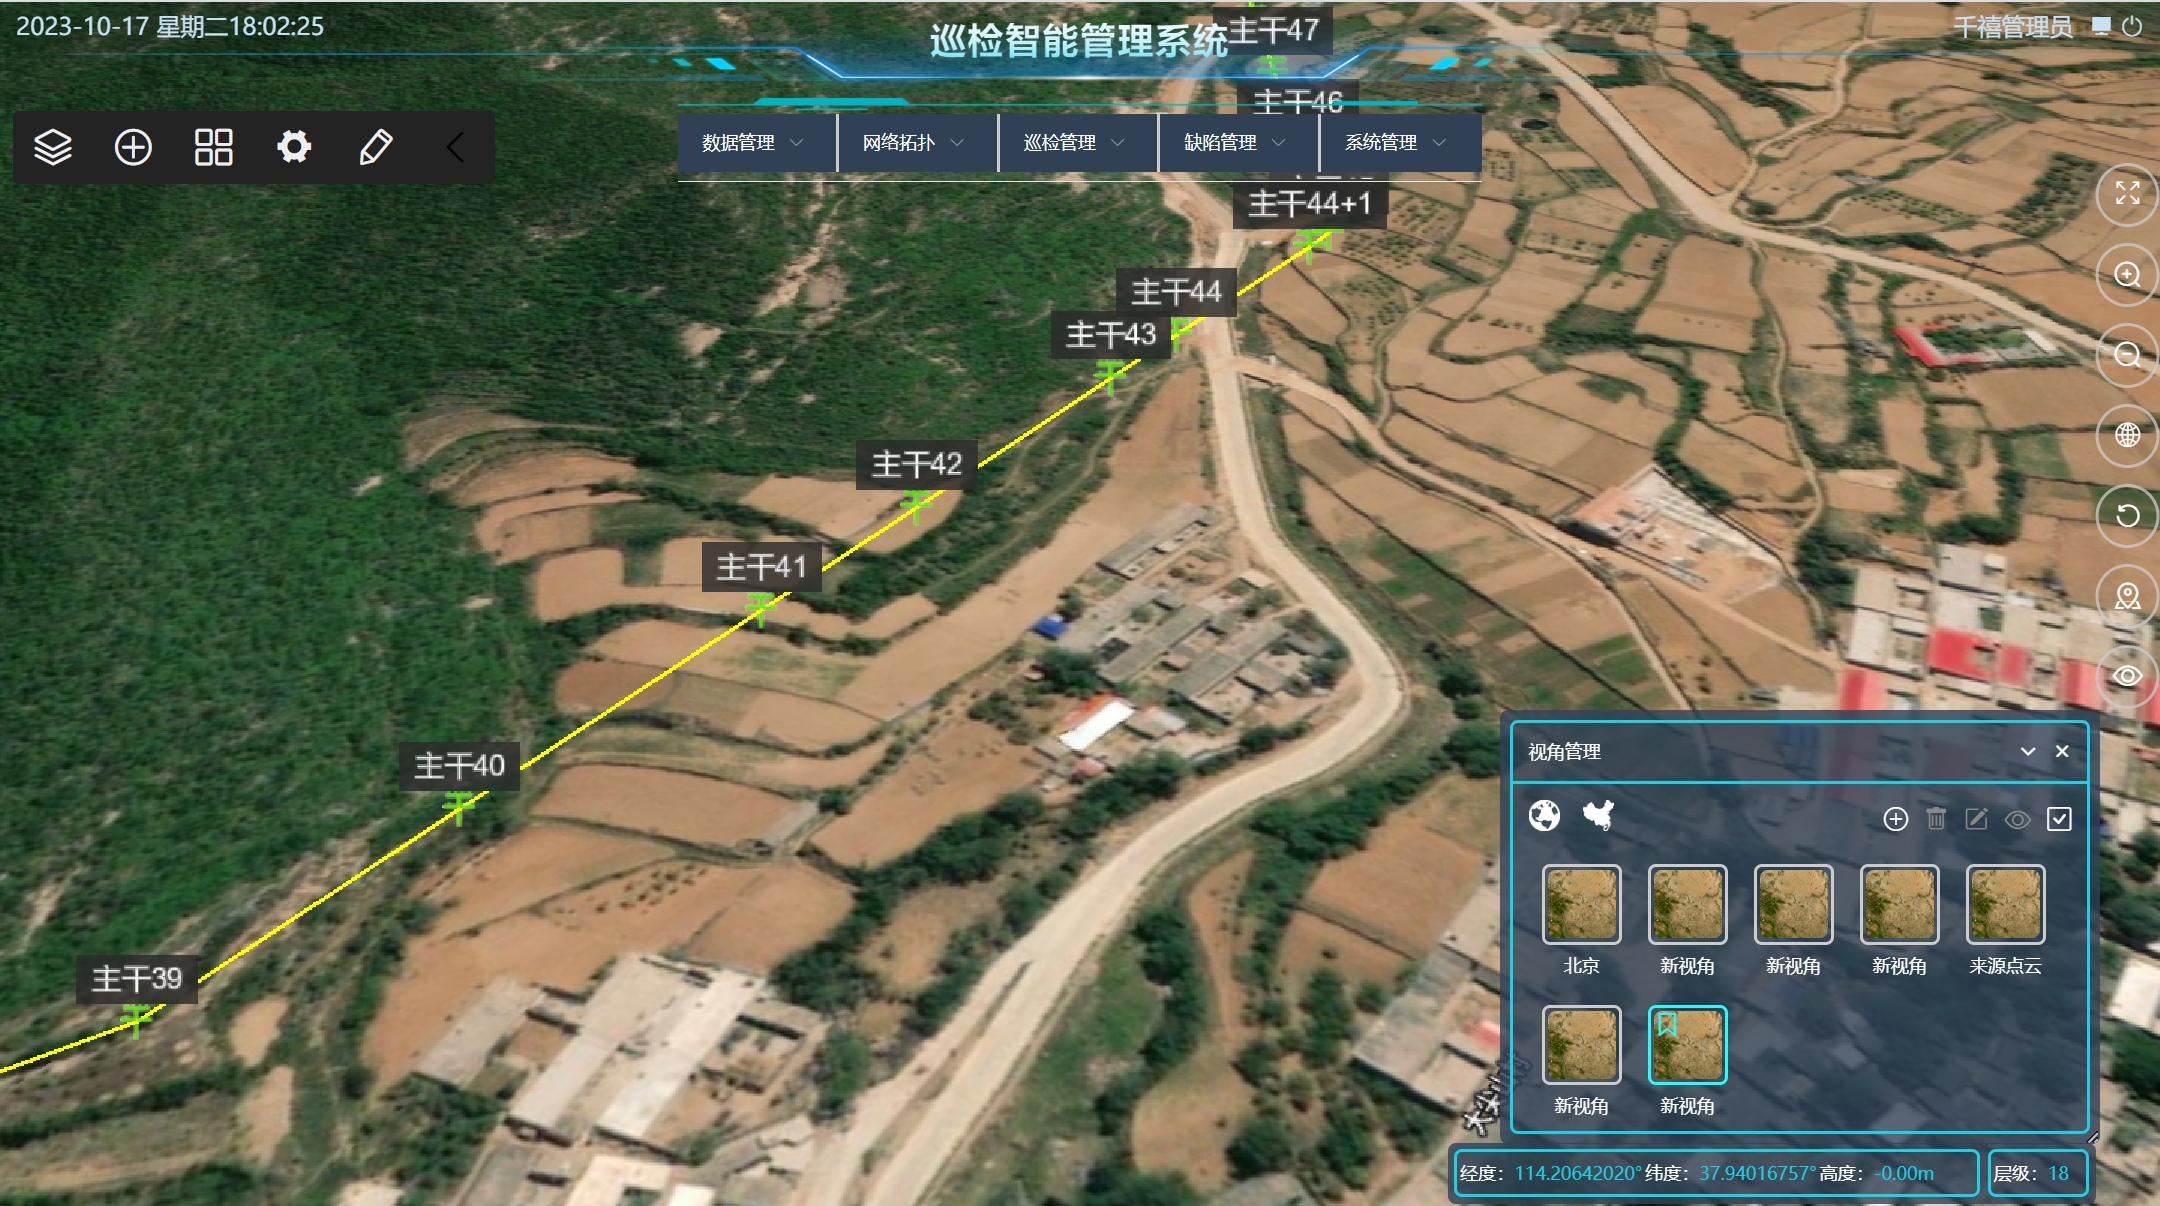 2023-10-17 星期二18:02:25
巡检智能管理系统
千禧管理员
主干47
主干46
数据管理
网络拓扑
巡检管理
缺陷管理
系统管理
主干44+1
主干44
主干43
主干42
主干41
主干40
主干39
视角管理
北京
新视角
新视角
新视角
来源点云
新视角
新视角
经度：114.20642020° 纬度：37.94016757° 高度：-0.00m
层级：18